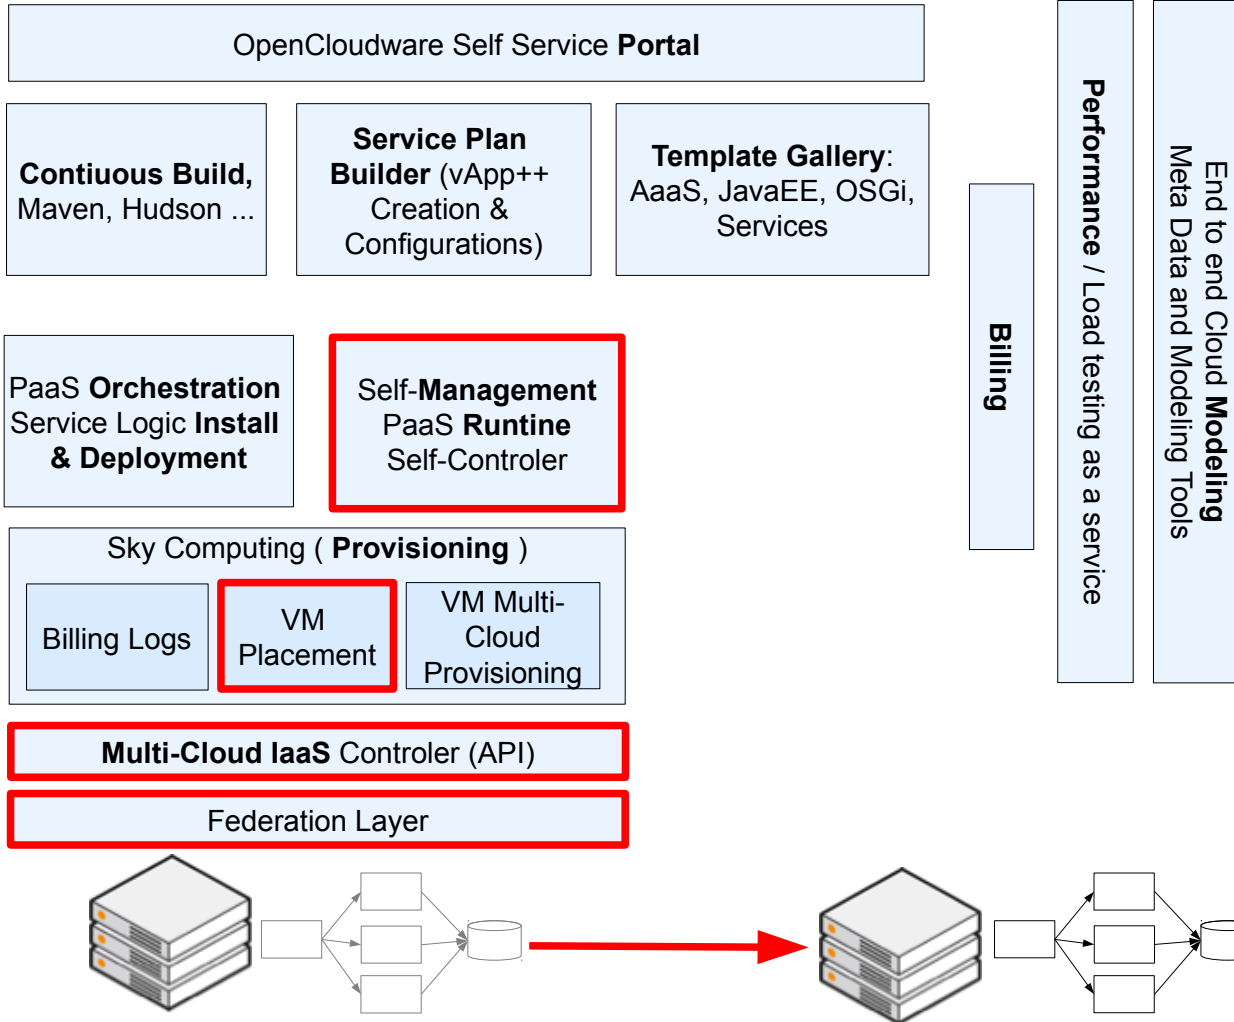 OpenCloudware Self Service Portal
Contiuous Build,
Maven, Hudson ...
Service Plan
Builder (vApp++
Creation &
Configurations)
Template Gallery:
AaaS, JavaEE, OSGi,
Services
PaaS Orchestration
Service Logic Install
& Deployment
Self-Management
PaaS Runtine
Self-Controler
Sky Computing ( Provisioning )
Billing Logs
VM
Placement
VM Multi-
Cloud
Provisioning
Multi-Cloud IaaS Controler (API)
Federation Layer
Billing
Performance / Load testing as a service
End to end Cloud Modeling
Meta Data and Modeling Tools